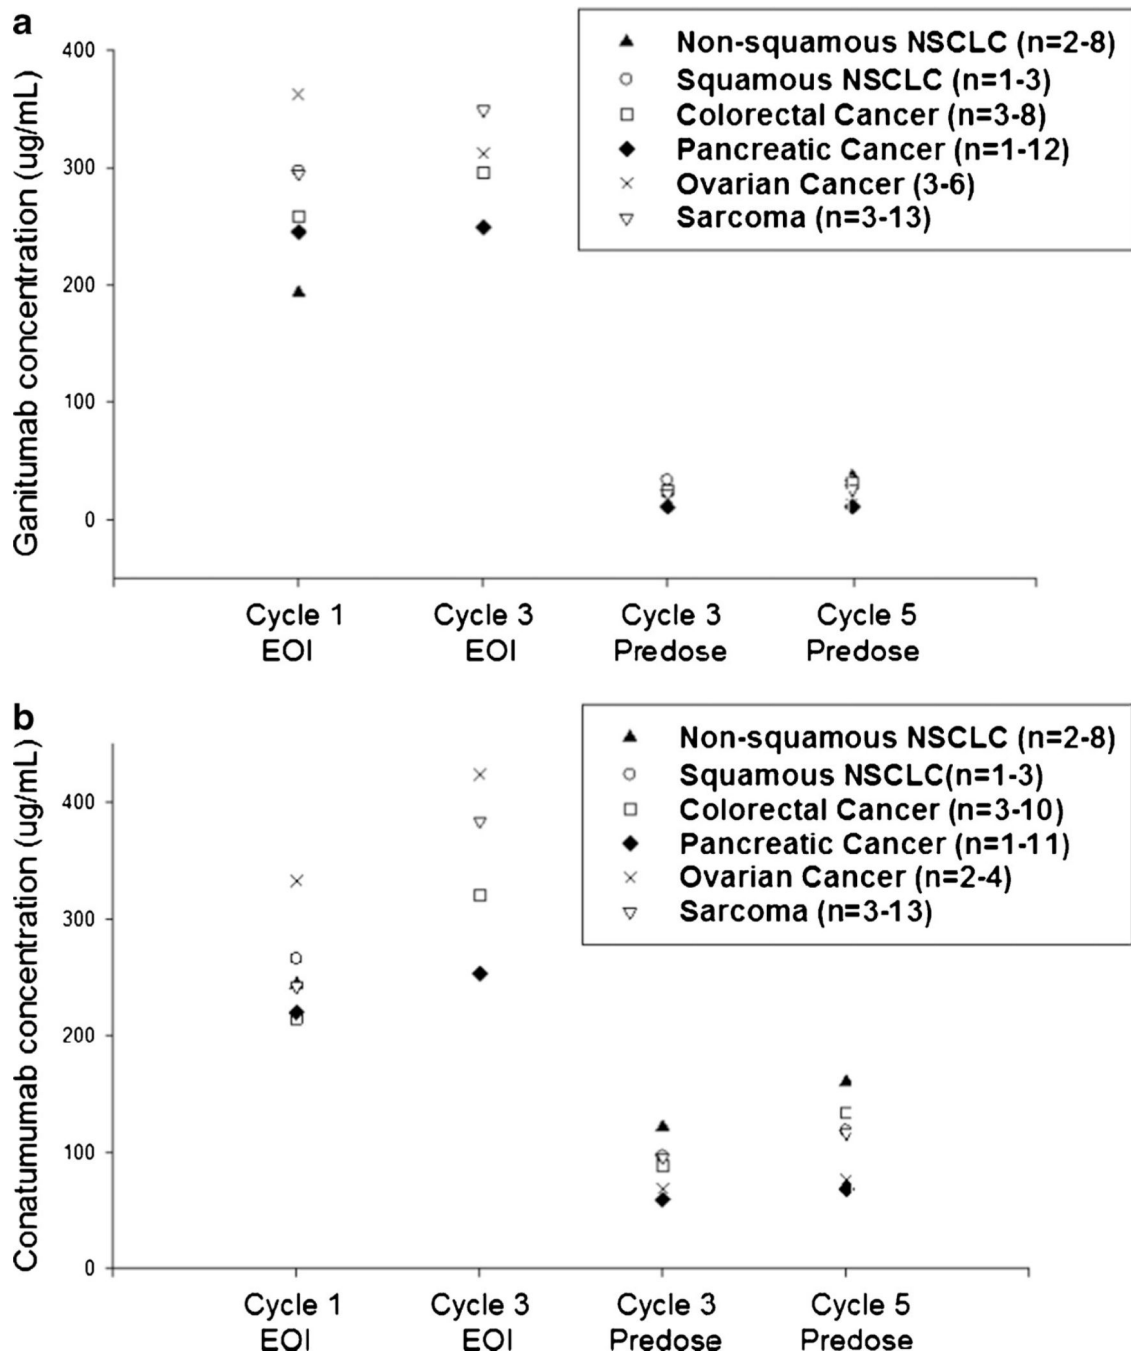 a
Ganitumab concentration (ug/mL)
400
300
200
100
0
Non-squamous NSCLC (n=2-8)
Squamous NSCLC (n=1-3)
Colorectal Cancer (n=3-8)
Pancreatic Cancer (n=1-12)
Ovarian Cancer (3-6)
Sarcoma (n=3-13)
Cycle 1
EOI
Cycle 3
EOI
Cycle 3
Predose
Cycle 5
Predose
b
Conatumumab concentration (ug/mL)
400
300
200
100
0
Non-squamous NSCLC (n=2-8)
Squamous NSCLC(n=1-3)
Colorectal Cancer (n=3-10)
Pancreatic Cancer (n=1-11)
Ovarian Cancer (n=2-4)
Sarcoma (n=3-13)
Cycle 1
EOI
Cycle 3
EOI
Cycle 3
Predose
Cycle 5
Predose